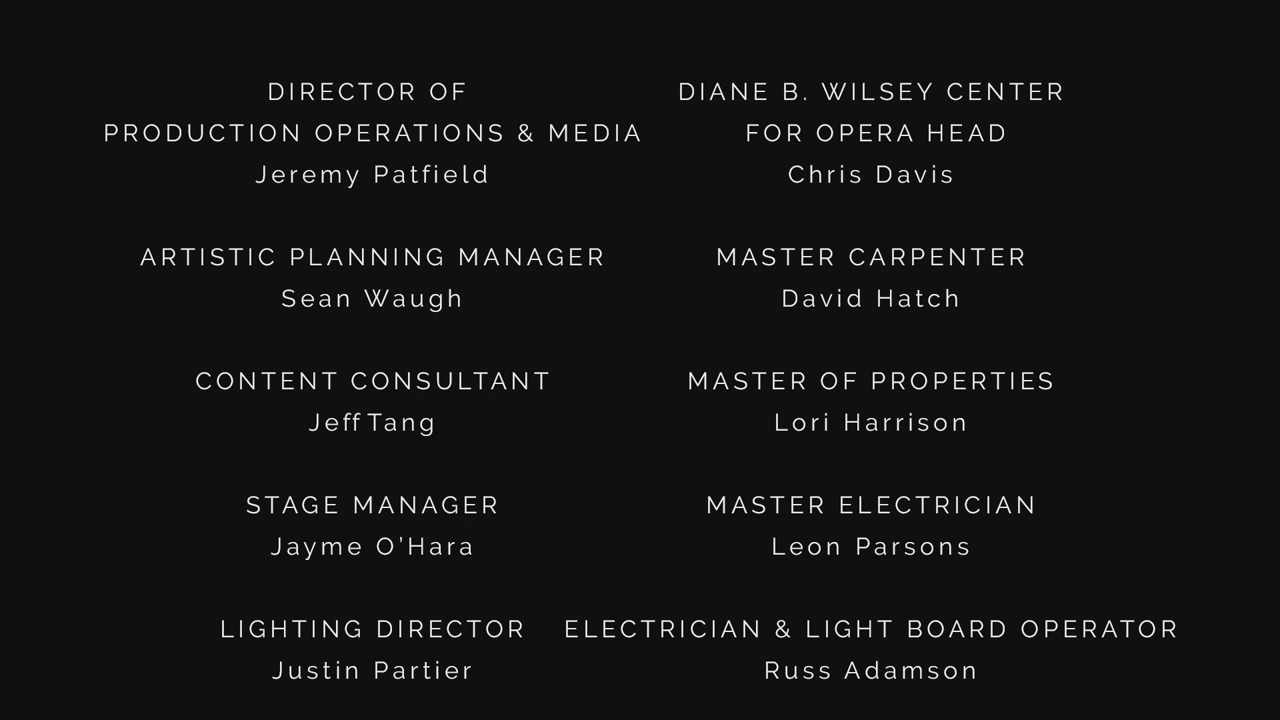 DIRECTOR OF
PRODUCTION OPERATIONS & MEDIA
Jeremy Patfield
ARTISTIC PLANNING MANAGER
Sean Waugh
CONTENT CONSULTANT
Jeff Tang
STAGE MANAGER
Jayme O’Hara
LIGHTING DIRECTOR
Justin Partier
DIANE B. WILSEY CENTER
FOR OPERA HEAD
Chris Davis
MASTER CARPENTER
David Hatch
MASTER OF PROPERTIES
Lori Harrison
MASTER ELECTRICIAN
Leon Parsons
ELECTRICIAN & LIGHT BOARD OPERATOR
Russ Adamson